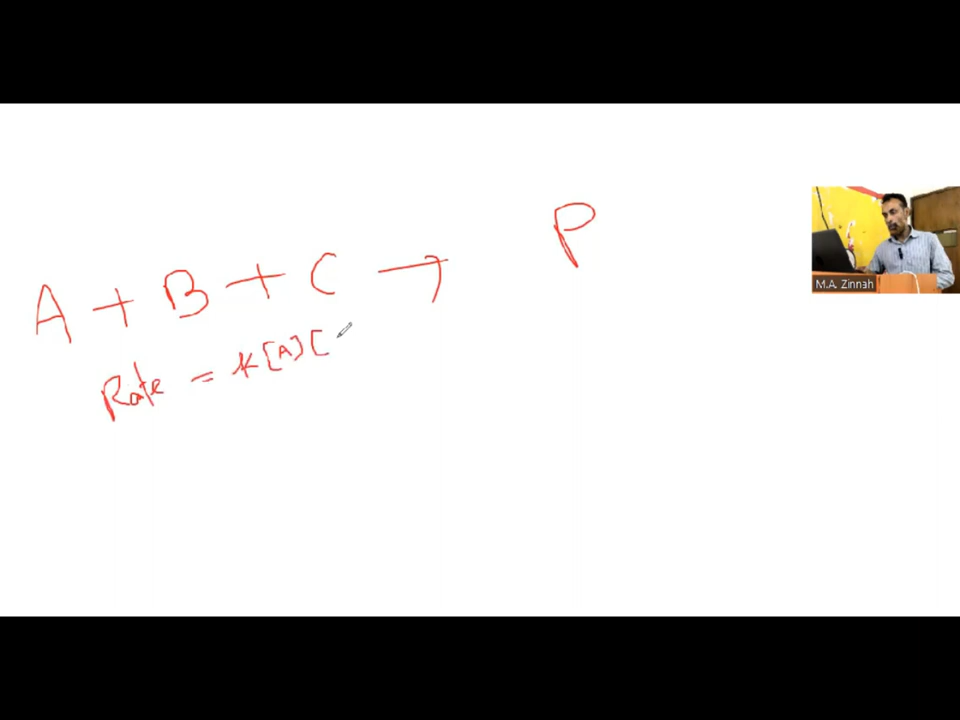 A + B + C → P
Rate = k[A][
M.A. Zinnah